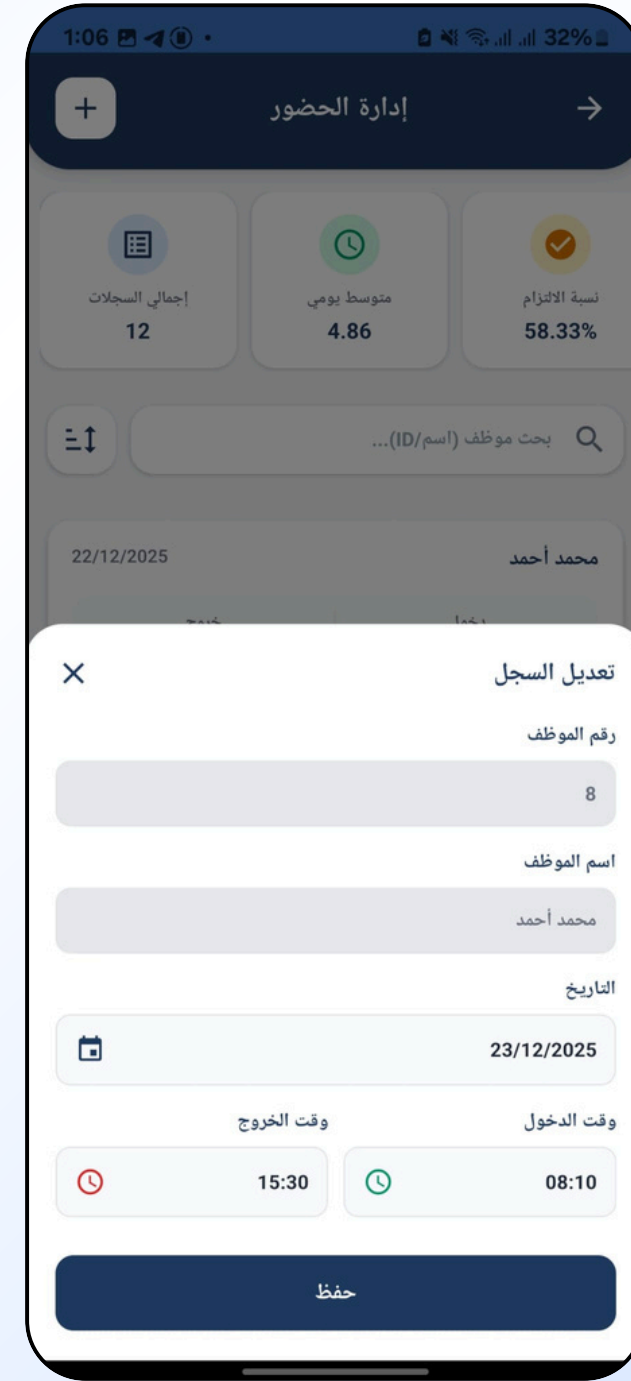 1:06 32%
إدارة الحضور
نسبة الالتزام متوسط يومي إجمالي السجلات
58.33% 4.86 12
بحث موظف (اسم/ID)...
محمد أحمد 22/12/2025
دخول خروج
تعديل السجل
رقم الموظف
8
اسم الموظف
محمد أحمد
التاريخ
23/12/2025
وقت الدخول وقت الخروج
08:10 15:30
حفظ